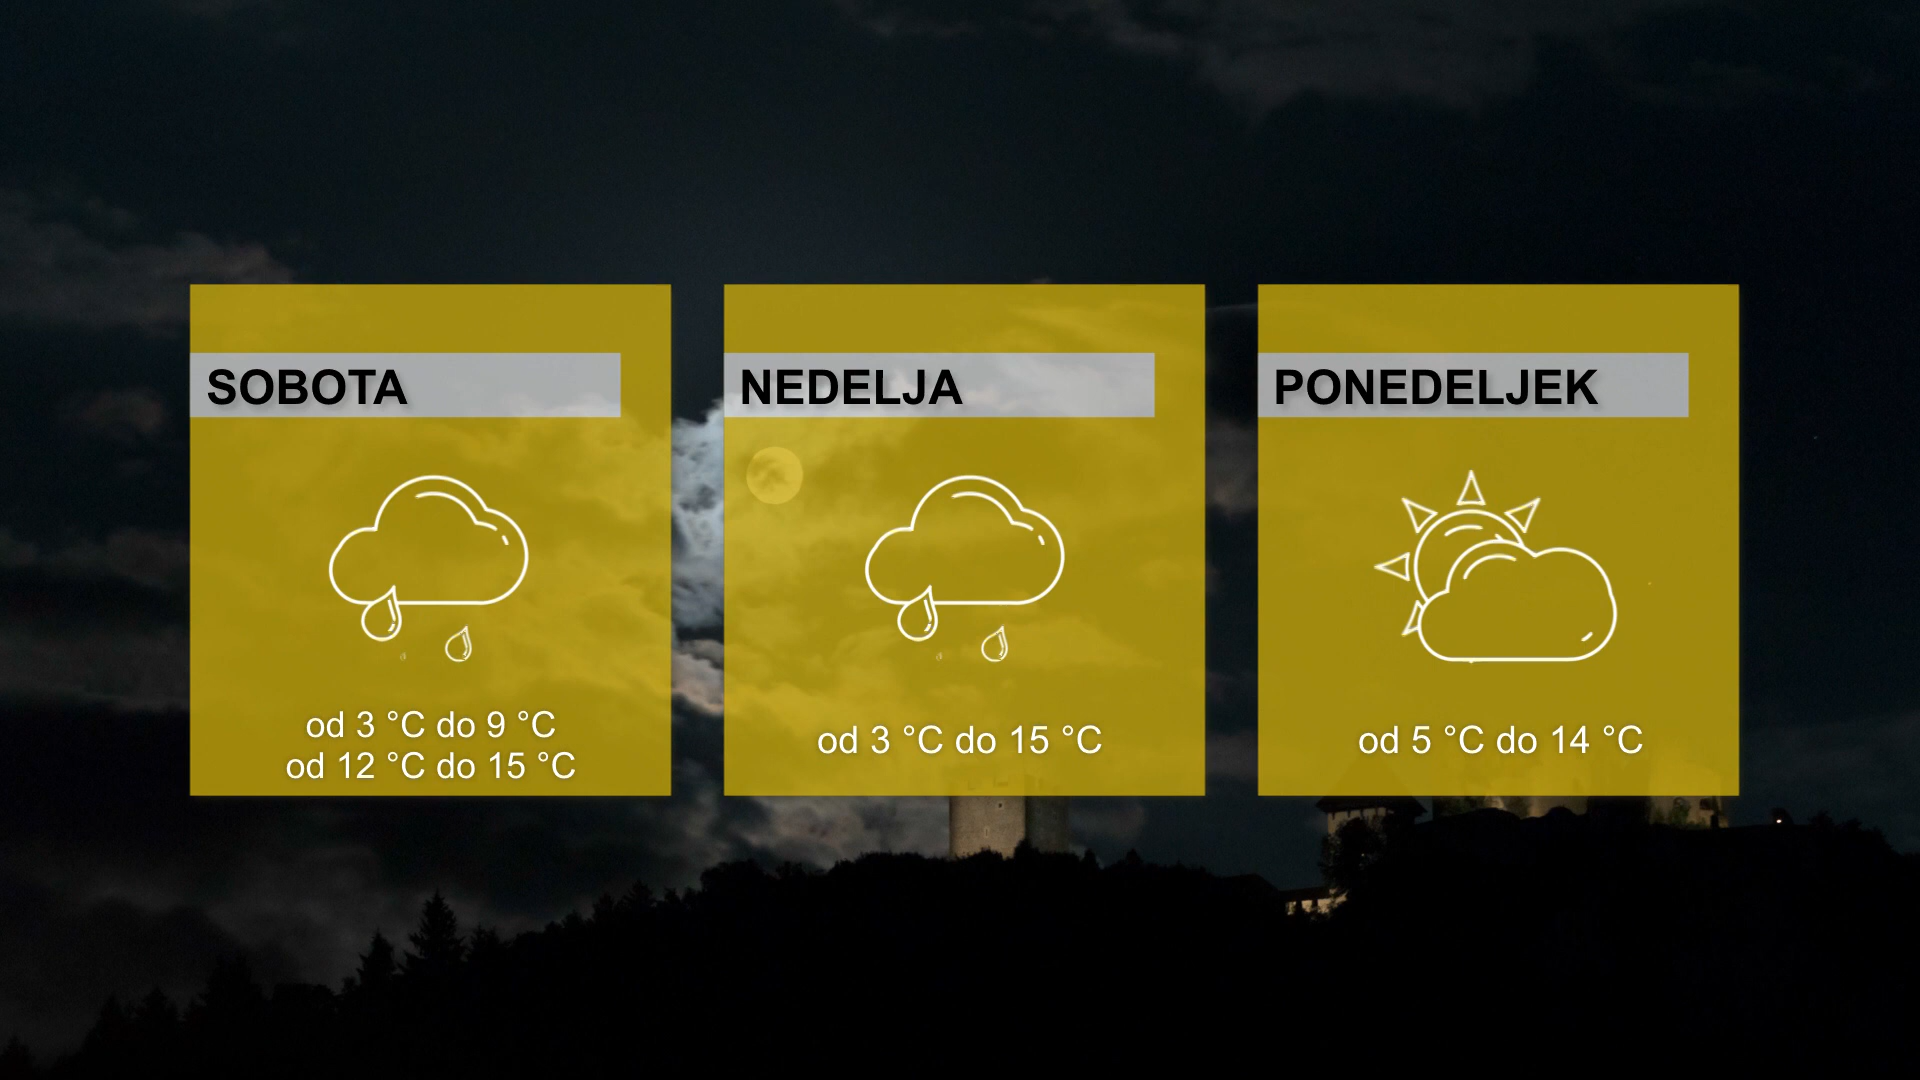 SOBOTA
od 3 °C do 9 °C
od 12 °C do 15 °C
NEDELJA
od 3 °C do 15 °C
PONEDELJEK
od 5 °C do 14 °C